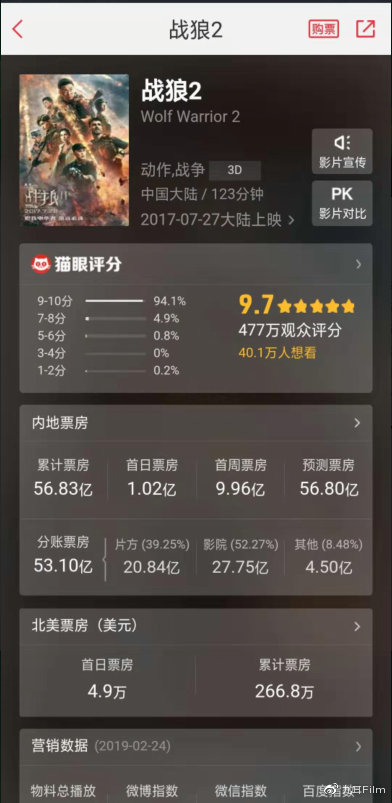 战狼2
购票
战狼2
Wolf Warrior 2
动作,战争 3D
中国大陆 / 123分钟
2017-07-27大陆上映
影片宣传
PK
影片对比
战狼
猫眼评分
9-10分 94.1%
7-8分 4.9%
5-6分 0.8%
3-4分 0%
1-2分 0.2%
9.7
477万观众评分
40.1万人想看
内地票房
累计票房 首日票房 首周票房 预测票房
56.83亿 1.02亿 9.96亿 56.80亿
分账票房 片方 (39.25%) 影院 (52.27%) 其他 (8.48%)
53.10亿 20.84亿 27.75亿 4.50亿
北美票房（美元）
首日票房 累计票房
4.9万 266.8万
营销数据 (2019-02-24)
物料总播放 微博指数 微信指数 百度指数